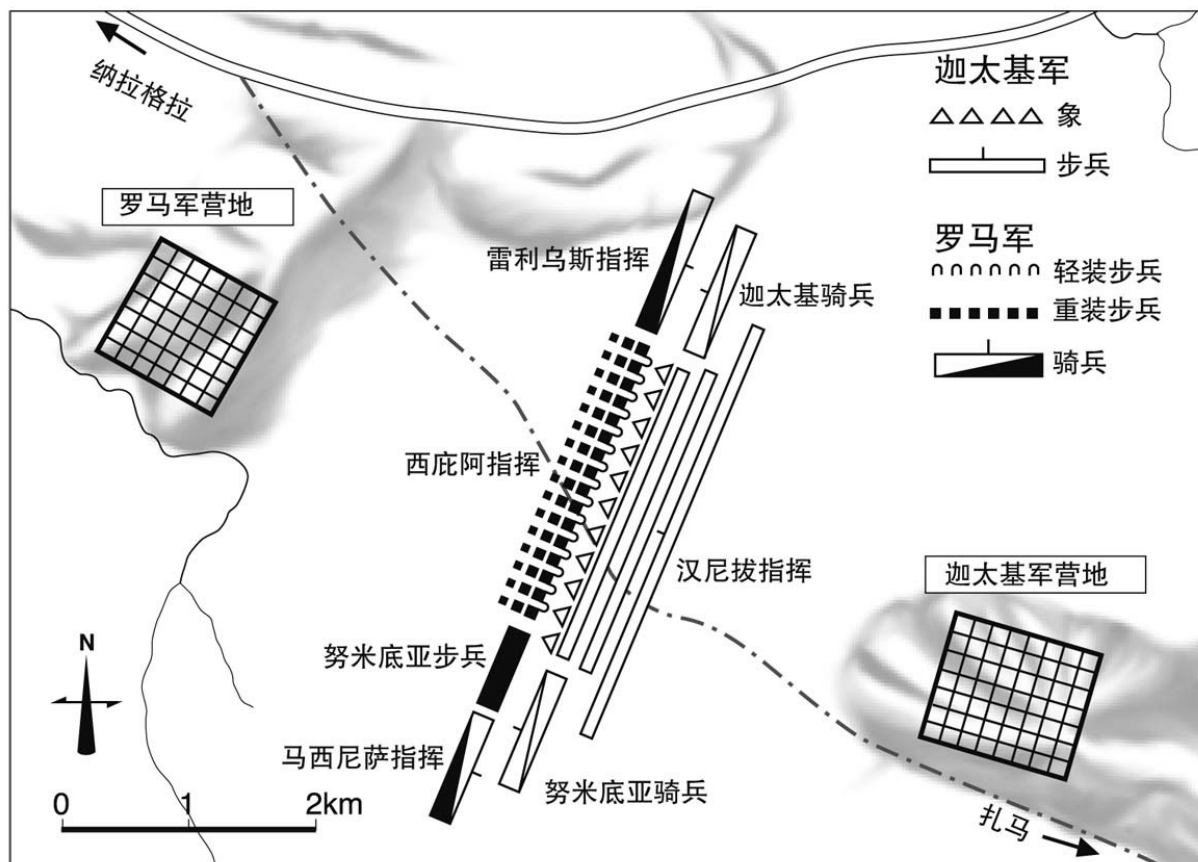 纳拉格拉
罗马军营地
雷利乌斯指挥
迦太基骑兵
西庇阿指挥
汉尼拔指挥
努米底亚步兵
马西尼萨指挥
努米底亚骑兵
迦太基军营地
扎马
迦太基军
象
步兵
罗马军
轻装步兵
重装步兵
骑兵
N
0 1 2km